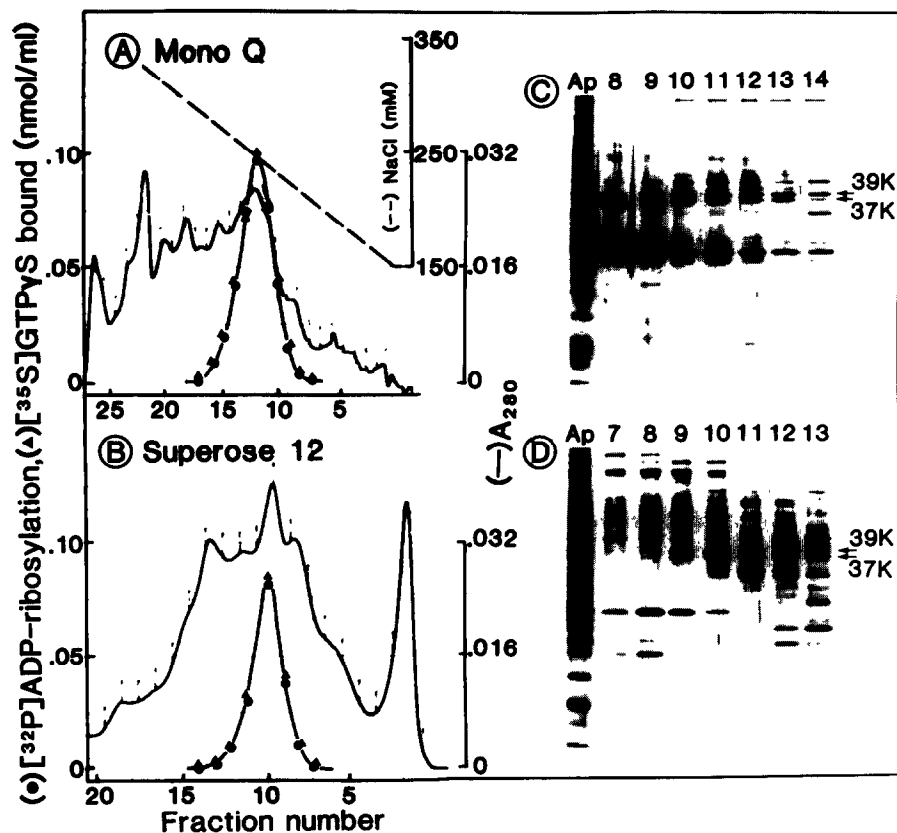 (●)[³²P]ADP-ribosylation,(▲)[³⁵S]GTPγS bound (nmol/ml)
Ⓐ Mono Q
.10
.05
0
25 20 15 10 5
350
250
150
(--) NaCl (mM)
.032
.016
0
Ⓑ Superose 12
.10
.05
0
20 15 10 5
Fraction number
.032
.016
0
(—)A₂₈₀
Ⓒ
Ap 8 9 10 11 12 13 14
39K
37K
Ⓓ
Ap 7 8 9 10 11 12 13
39K
37K